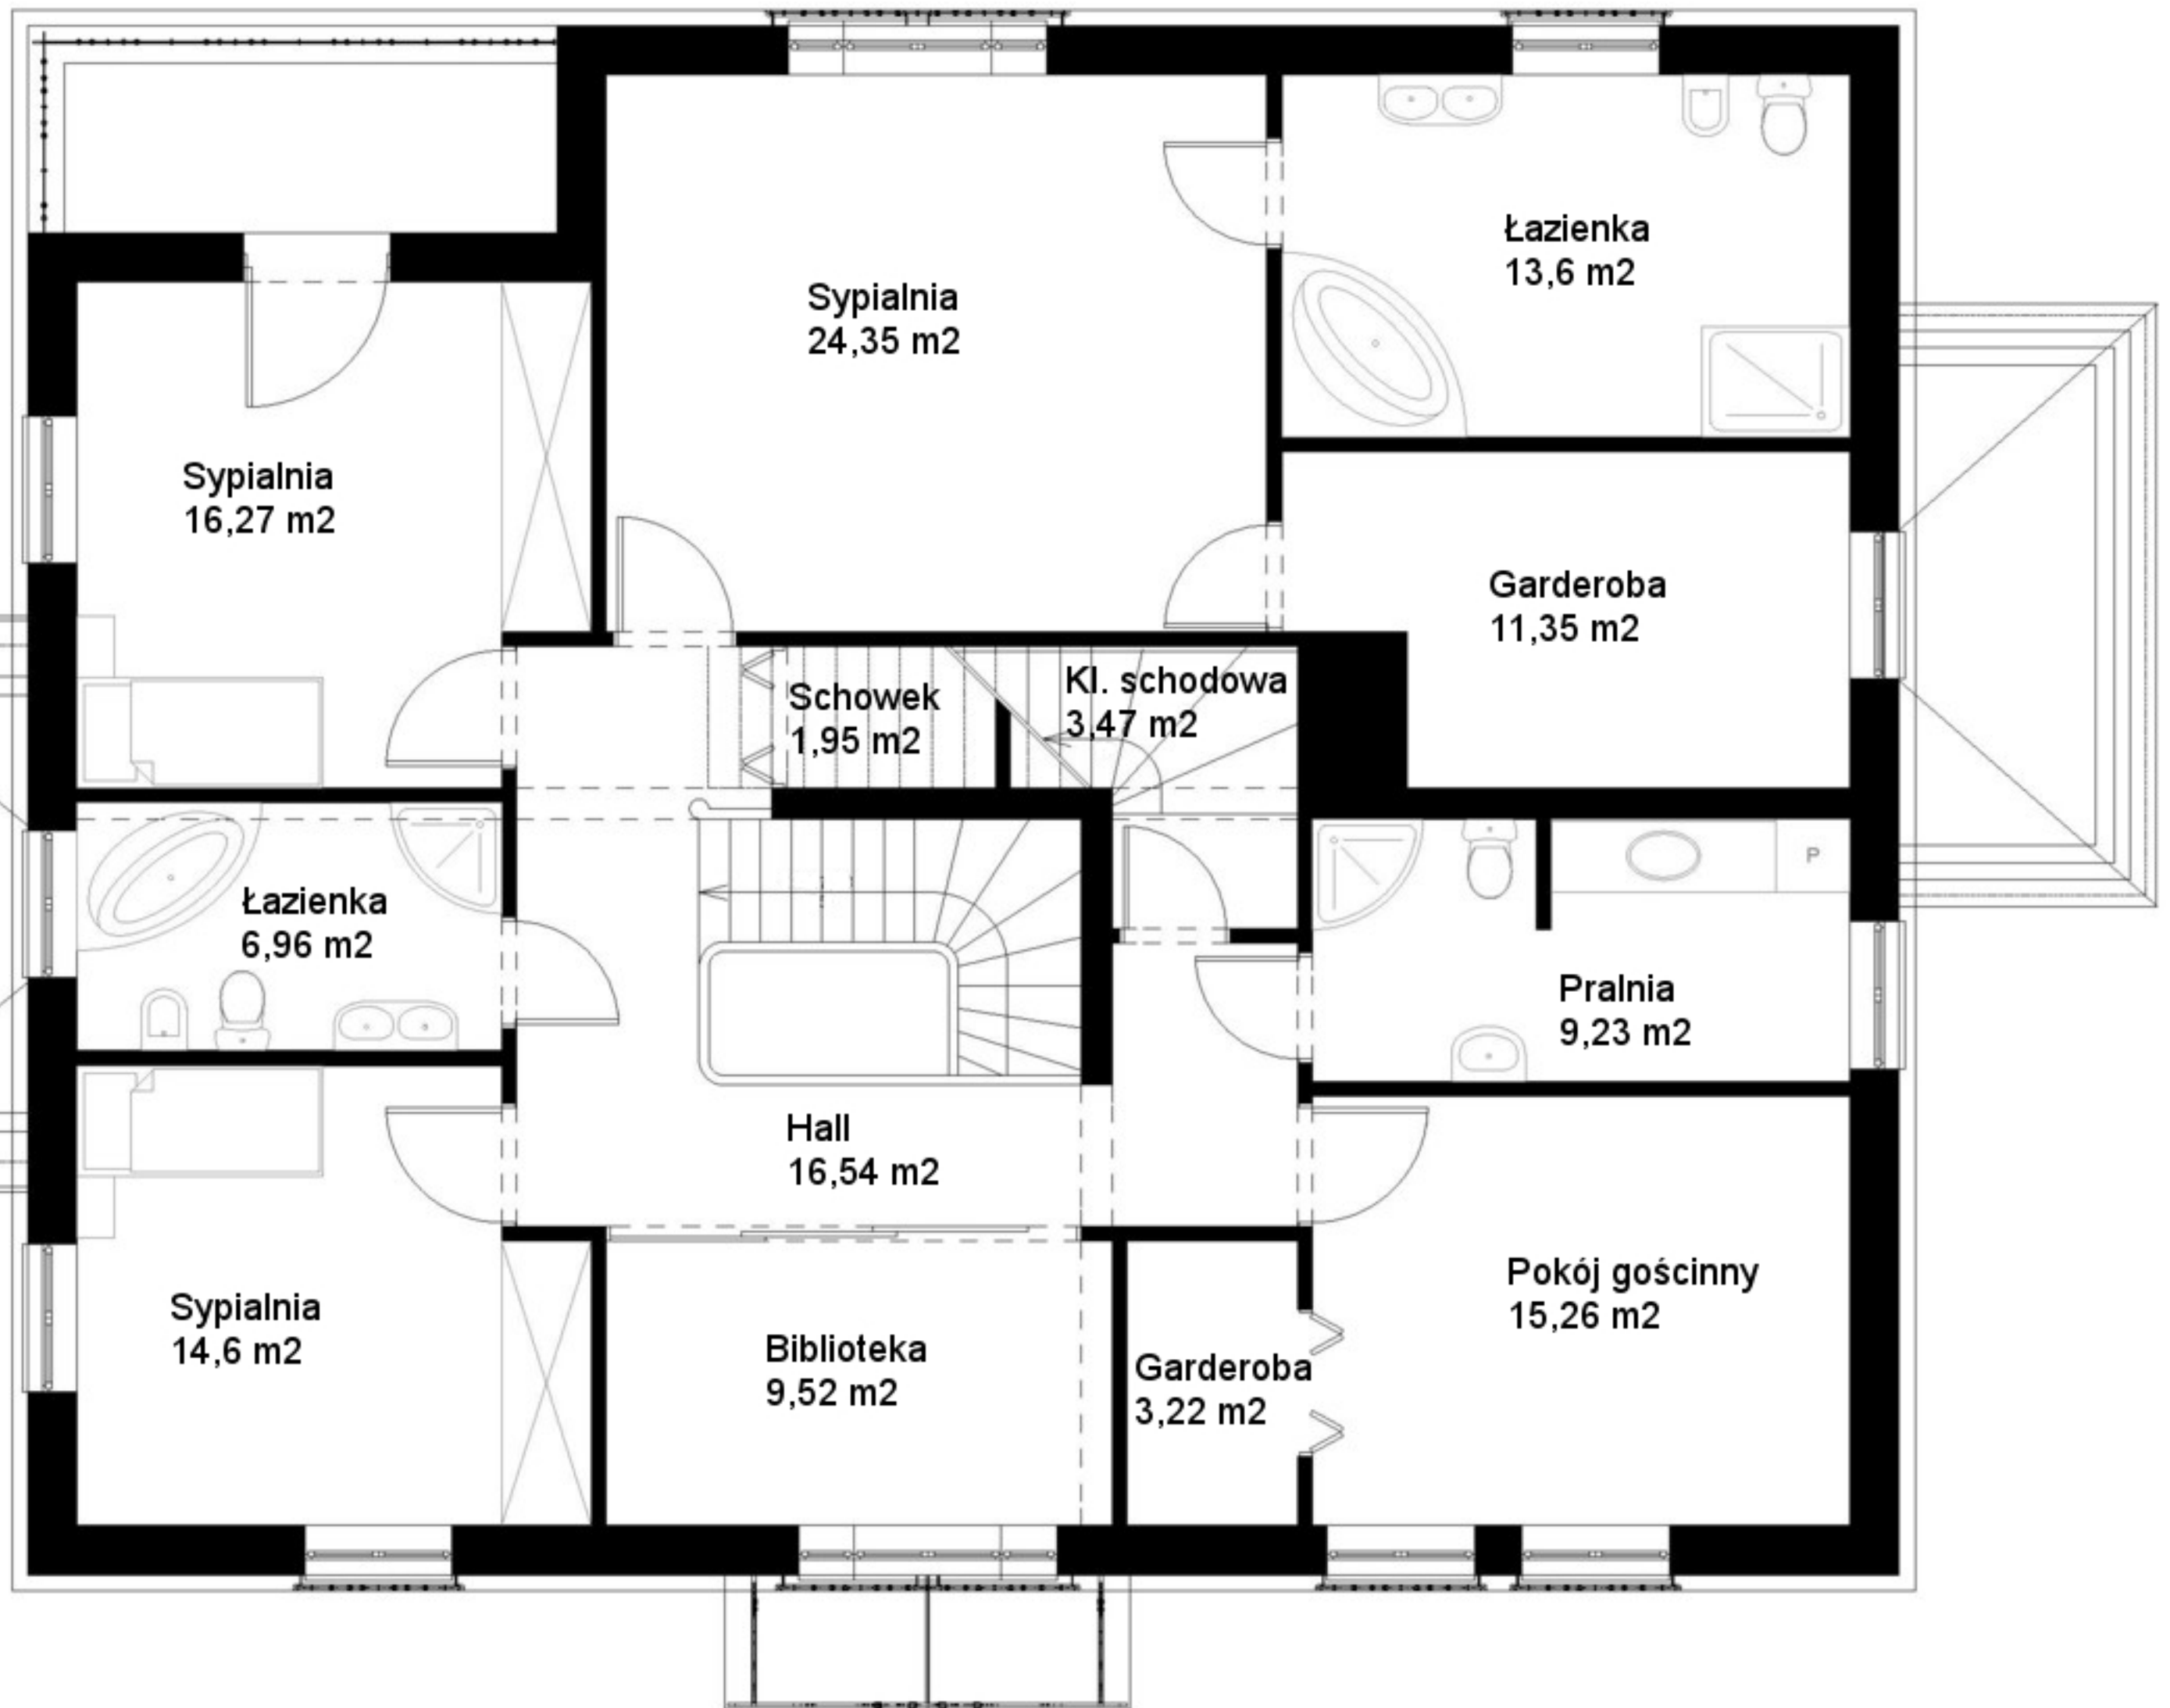 Łazienka
13,6 m2
Sypialnia
24,35 m2
Sypialnia
16,27 m2
Garderoba
11,35 m2
Schowek
1,95 m2
Kl. schodowa
3,47 m2
P
Łazienka
6,96 m2
Pralnia
9,23 m2
Hall
16,54 m2
Pokój gościnny
15,26 m2
Sypialnia
14,6 m2
Biblioteka
9,52 m2
Garderoba
3,22 m2